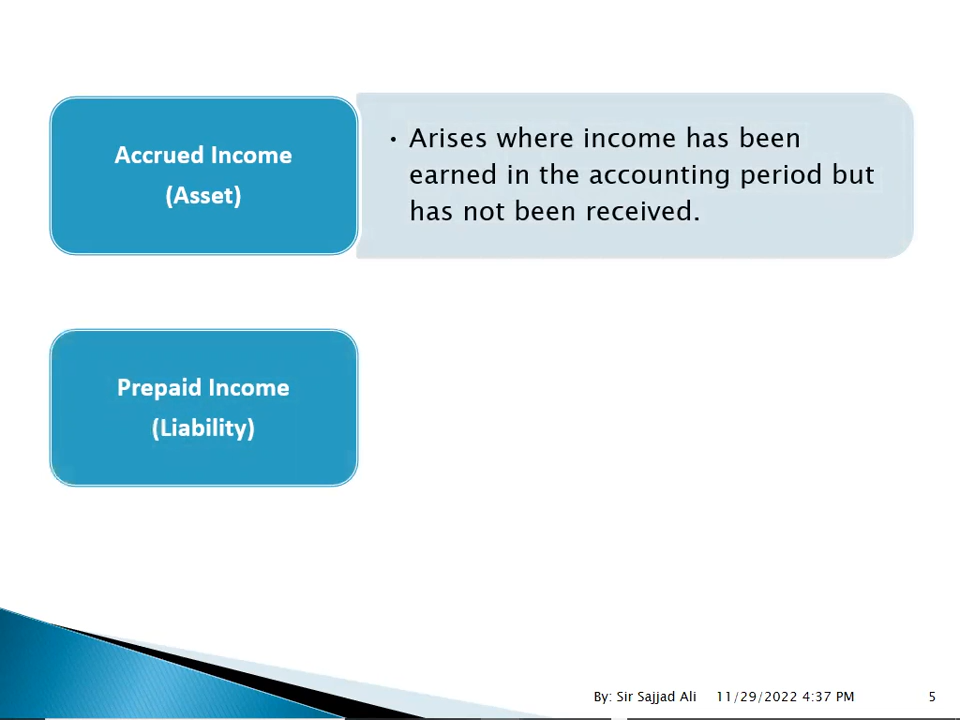 Accrued Income
(Asset)
• Arises where income has been
earned in the accounting period but
has not been received.
Prepaid Income
(Liability)
By: Sir Sajjad Ali 11/29/2022 4:37 PM 5